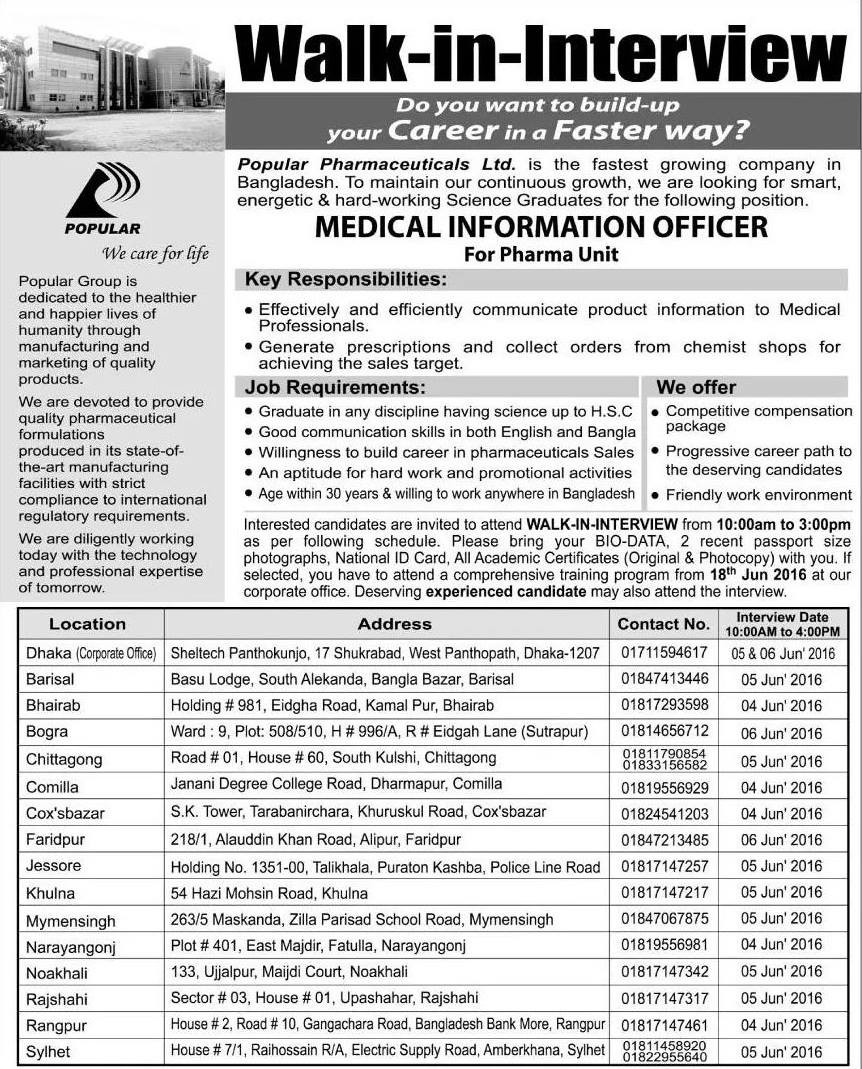 Walk-in-Interview
Do you want to build-up
your Career in a Faster way?
POPULAR
We care for life
Popular Group is
dedicated to the healthier
and happier lives of
humanity through
manufacturing and
marketing of quality
products.
We are devoted to provide
quality pharmaceutical
formulations
produced in its state-of-
the-art manufacturing
facilities with strict
compliance to international
regulatory requirements.
We are diligently working
today with the technology
and professional expertise
of tomorrow.
Popular Pharmaceuticals Ltd. is the fastest growing company in
Bangladesh. To maintain our continuous growth, we are looking for smart,
energetic & hard-working Science Graduates for the following position.
MEDICAL INFORMATION OFFICER
For Pharma Unit
Key Responsibilities:
• Effectively and efficiently communicate product information to Medical
Professionals.
• Generate prescriptions and collect orders from chemist shops for
achieving the sales target.
Job Requirements:
• Graduate in any discipline having science up to H.S.C
• Good communication skills in both English and Bangla
• Willingness to build career in pharmaceuticals Sales
• An aptitude for hard work and promotional activities
• Age within 30 years & willing to work anywhere in Bangladesh
We offer
• Competitive compensation
package
• Progressive career path to
the deserving candidates
• Friendly work environment
Interested candidates are invited to attend WALK-IN-INTERVIEW from 10:00am to 3:00pm
as per following schedule. Please bring your BIO-DATA, 2 recent passport size
photographs, National ID Card, All Academic Certificates (Original & Photocopy) with you. If
selected, you have to attend a comprehensive training program from 18th Jun 2016 at our
corporate office. Deserving experienced candidate may also attend the interview.
Location Address Contact No. Interview Date
10:00AM to 4:00PM
Dhaka (Corporate Office) Sheltech Panthokunjo, 17 Shukrabad, West Panthopath, Dhaka-1207 01711594617 05 & 06 Jun' 2016
Barisal Basu Lodge, South Alekanda, Bangla Bazar, Barisal 01847413446 05 Jun' 2016
Bhairab Holding # 981, Eidgha Road, Kamal Pur, Bhairab 01817293598 04 Jun' 2016
Bogra Ward : 9, Plot: 508/510, H # 996/A, R # Eidgah Lane (Sutrapur) 01814656712 06 Jun' 2016
Chittagong Road # 01, House # 60, South Kulshi, Chittagong 01811790854 05 Jun' 2016
01833156582
Comilla Janani Degree College Road, Dharmapur, Comilla 01819556929 04 Jun' 2016
Cox'sbazar S.K. Tower, Tarabanirchara, Khuruskul Road, Cox'sbazar 01824541203 04 Jun' 2016
Faridpur 218/1, Alauddin Khan Road, Alipur, Faridpur 01847213485 06 Jun' 2016
Jessore Holding No. 1351-00, Talikhala, Puraton Kashba, Police Line Road 01817147257 05 Jun' 2016
Khulna 54 Hazi Mohsin Road, Khulna 01817147217 05 Jun' 2016
Mymensingh 263/5 Maskanda, Zilla Parisad School Road, Mymensingh 01847067875 05 Jun' 2016
Narayangonj Plot # 401, East Majdir, Fatulla, Narayangonj 01819556981 04 Jun' 2016
Noakhali 133, Ujjalpur, Maijdi Court, Noakhali 01817147342 05 Jun' 2016
Rajshahi Sector # 03, House # 01, Upashahar, Rajshahi 01817147317 05 Jun' 2016
Rangpur House # 2, Road # 10, Gangachara Road, Bangladesh Bank More, Rangpur 01817147461 04 Jun' 2016
Sylhet House # 7/1, Raihossain R/A, Electric Supply Road, Amberkhana, Sylhet 01811458920 05 Jun' 2016
01822955640